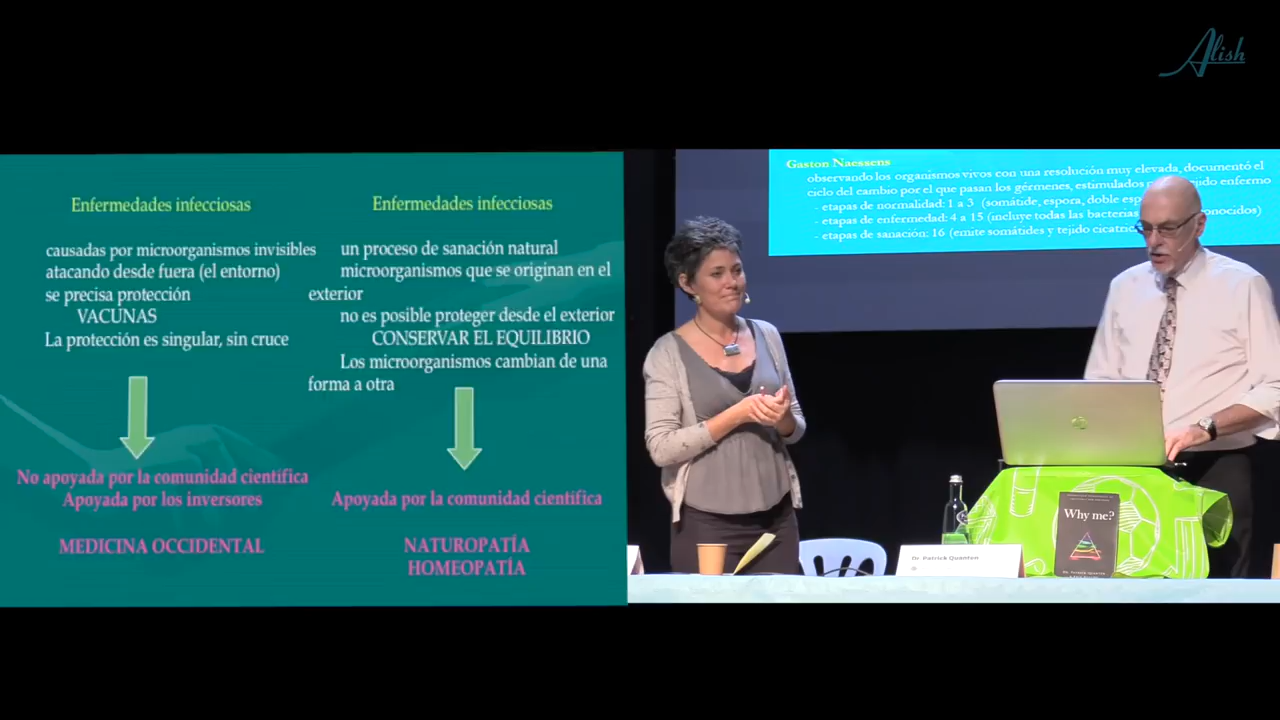 Alish
Enfermedades infecciosas
causadas por microorganismos invisibles
atacando desde fuera (el entorno)
se precisa protección
VACUNAS
La protección es singular, sin cruce
No apoyada por la comunidad científica
Apoyada por los inversores
MEDICINA OCCIDENTAL
Enfermedades infecciosas
un proceso de sanación natural
microorganismos que se originan en el
exterior
no es posible proteger desde el exterior
CONSERVAR EL EQUILIBRIO
Los microorganismos cambian de una
forma a otra
Apoyada por la comunidad científica
NATUROPATÍA
HOMEOPATÍA
Gaston Naessens
observando los organismos vivos con una resolución muy elevada, documentó el
ciclo del cambio por el que pasan los gérmenes, estimulados tejido enfermo
- etapas de normalidad: 1 a 3 (somátide, espora, doble
- etapas de enfermedad: 4 a 15 (incluye todas las bacterias
- etapas de sanación: 16 (emite somátides y tejido
Why me?
Dr. Patrick Quanten